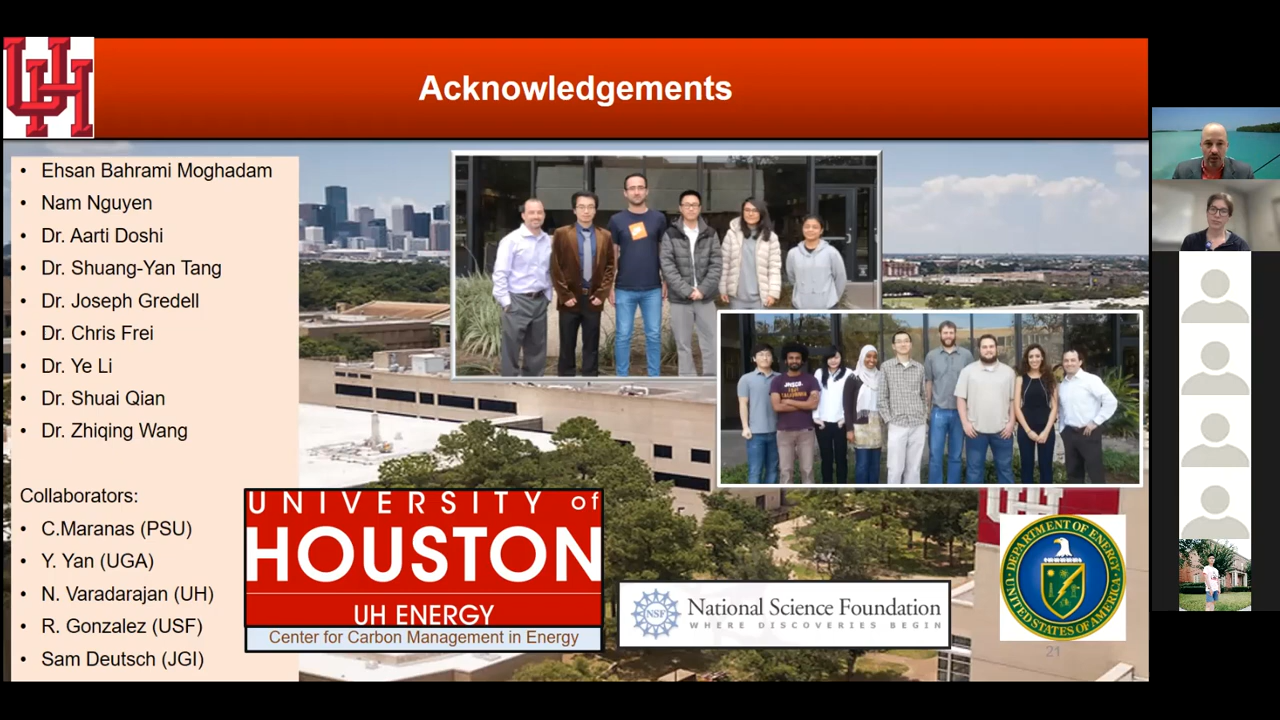 Acknowledgements
• Ehsan Bahrami Moghadam
• Nam Nguyen
• Dr. Aarti Doshi
• Dr. Shuang-Yan Tang
• Dr. Joseph Gredell
• Dr. Chris Frei
• Dr. Ye Li
• Dr. Shuai Qian
• Dr. Zhiqing Wang
Collaborators:
• C.Maranas (PSU)
• Y. Yan (UGA)
• N. Varadarajan (UH)
• R. Gonzalez (USF)
• Sam Deutsch (JGI)
UNIVERSITY of
HOUSTON
UH ENERGY
Center for Carbon Management in Energy
NSF
National Science Foundation
WHERE DISCOVERIES BEGIN
DEPARTMENT OF ENERGY
UNITED STATES OF AMERICA
21